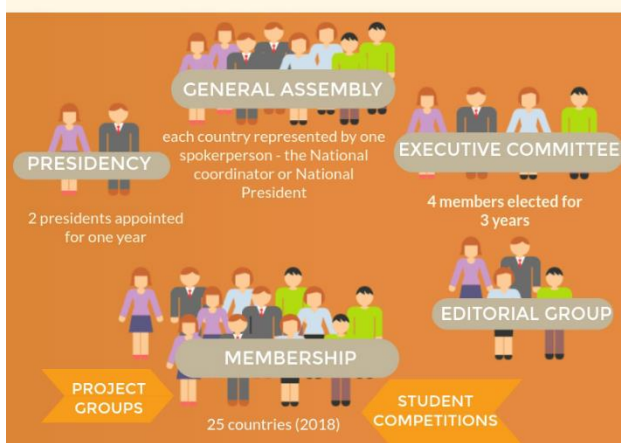 GENERAL ASSEMBLY
each country represented by one
spokerperson - the National
coordinator or National
President
PRESIDENCY
2 presidents appointed
for one year
EXECUTIVE COMMITTEE
4 members elected for
3 years
EDITORIAL GROUP
MEMBERSHIP
25 countries (2018)
PROJECT
GROUPS
STUDENT
COMPETITIONS